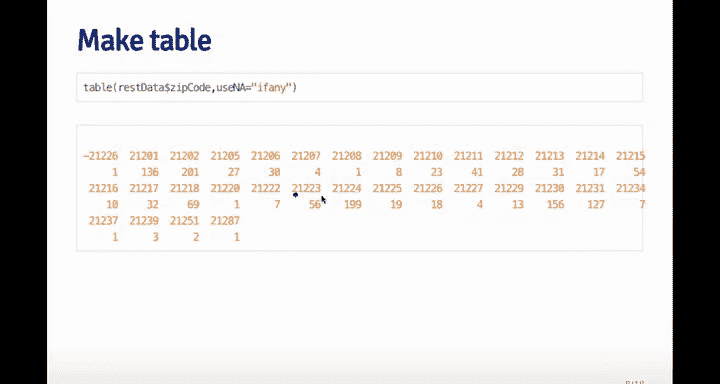 Make table
table(restData$zipCode,useNA="ifany")
-21226 21201 21202 21205 21206 21207 21208 21209 21210 21211 21212 21213 21214 21215
1 136 201 27 30 4 1 8 23 41 28 31 17 54
21216 21217 21218 21220 21222 21223 21224 21225 21226 21227 21229 21230 21231 21234
10 32 69 1 7 56 199 19 18 4 13 156 127 7
21237 21239 21251 21287
1 3 2 1